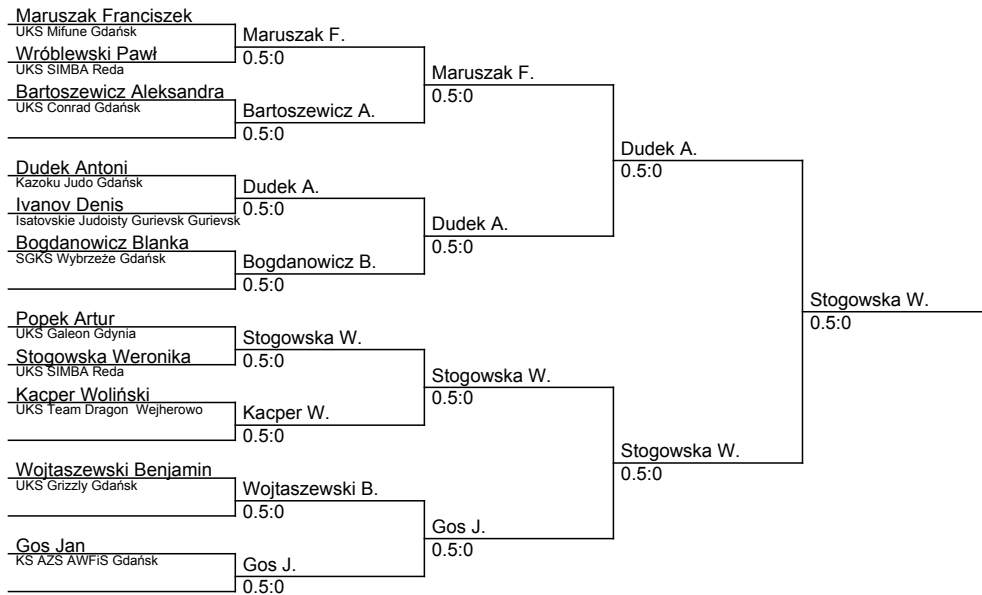 Maruszak Franciszek
UKS Mifune Gdańsk
Wróblewski Pawł
UKS SIMBA Reda
Bartoszewicz Aleksandra
UKS Conrad Gdańsk
Dudek Antoni
Kazoku Judo Gdańsk
Ivanov Denis
Isatovskie Judoisty Gurievsk Gurievsk
Bogdanowicz Blanka
SGKS Wybrzeże Gdańsk
Popek Artur
UKS Galeon Gdynia
Stogowska Weronika
UKS SIMBA Reda
Kacper Woliński
UKS Team Dragon  Wejherowo
Wojtaszewski Benjamin
UKS Grizzly Gdańsk
Gos Jan
KS AZS AWFiS Gdańsk
Maruszak F.
0.5:0
Bartoszewicz A.
0.5:0
Dudek A.
0.5:0
Bogdanowicz B.
0.5:0
Stogowska W.
0.5:0
Kacper W.
0.5:0
Wojtaszewski B.
0.5:0
Gos J.
0.5:0
Maruszak F.
0.5:0
Dudek A.
0.5:0
Stogowska W.
0.5:0
Gos J.
0.5:0
Dudek A.
0.5:0
Stogowska W.
0.5:0
Stogowska W.
0.5:0